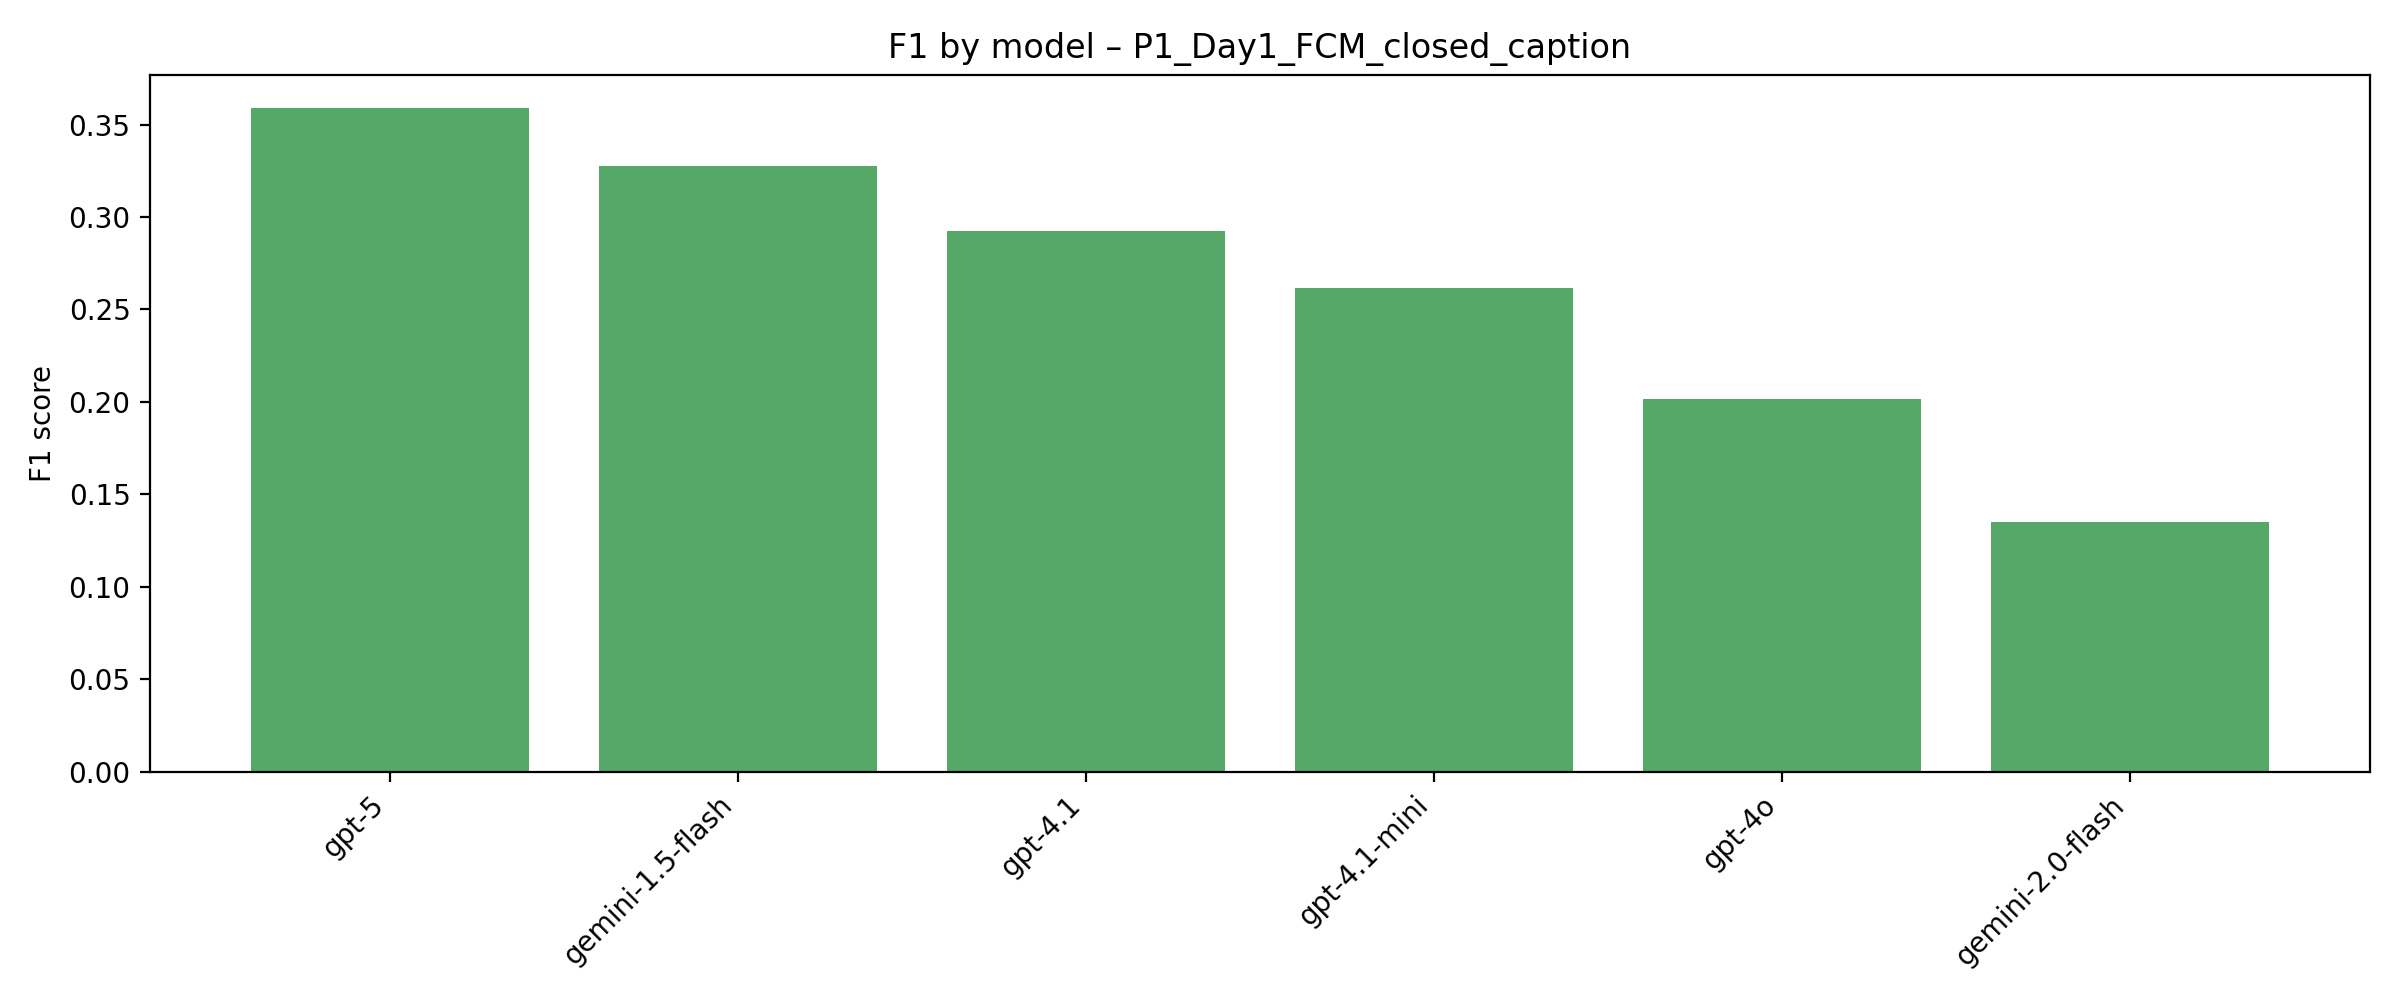 F1 by model – P1_Day1_FCM_closed_caption
F1 score
0.35
0.30
0.25
0.20
0.15
0.10
0.05
0.00
gpt-5
gemini-1.5-flash
gpt-4.1
gpt-4.1-mini
gpt-4o
gemini-2.0-flash